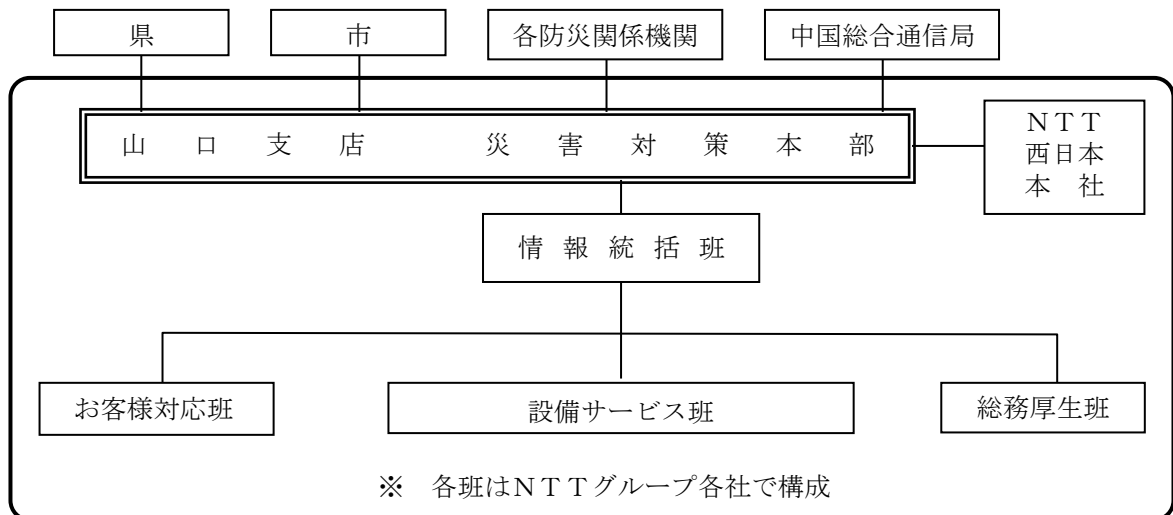 県
市
各防災関係機関
中国総合通信局
山口支店 災害対策本部
ＮＴＴ
西日本
本 社
情報統括班
お客様対応班
設備サービス班
総務厚生班
※ 各班はＮＴＴグループ各社で構成